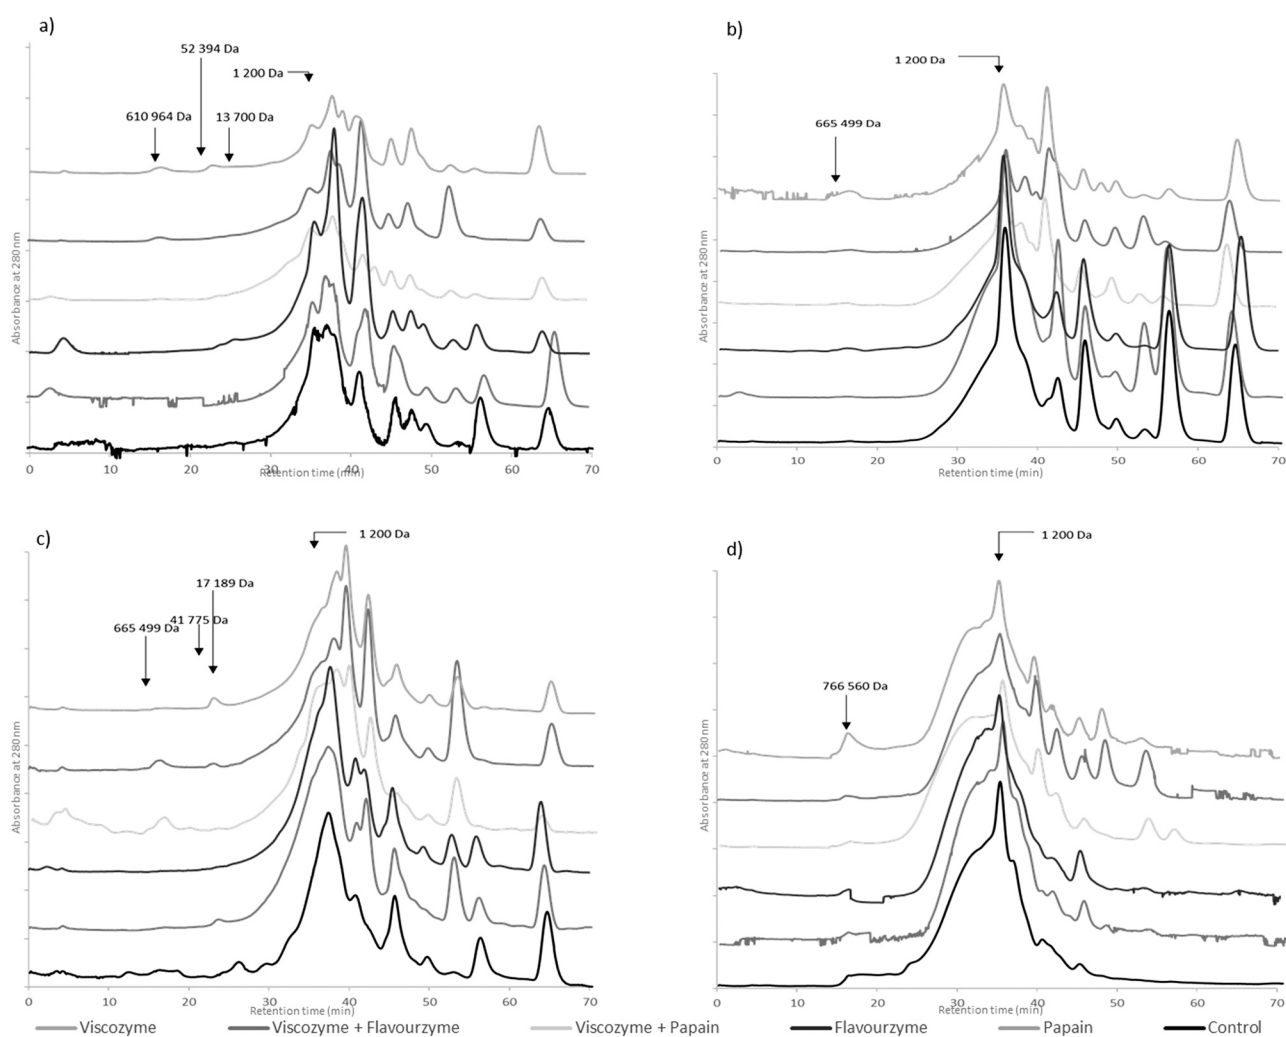 a)
52 394 Da
1 200 Da
610 964 Da
13 700 Da
Absorbance at 280 nm
0 10 20 30 40 50 60 70
Retention time (min)
b)
1 200 Da
665 499 Da
Absorbance at 280 nm
0 10 20 30 40 50 60 70
Retention time (min)
c)
1 200 Da
17 189 Da
41 775 Da
665 499 Da
Absorbance at 280 nm
0 10 20 30 40 50 60 70
Retention time (min)
d)
1 200 Da
766 560 Da
Absorbance at 280 nm
0 10 20 30 40 50 60 70
Retention time (min)
Viscozyme Viscozyme + Flavourzyme Viscozyme + Papain Flavourzyme Papain Control